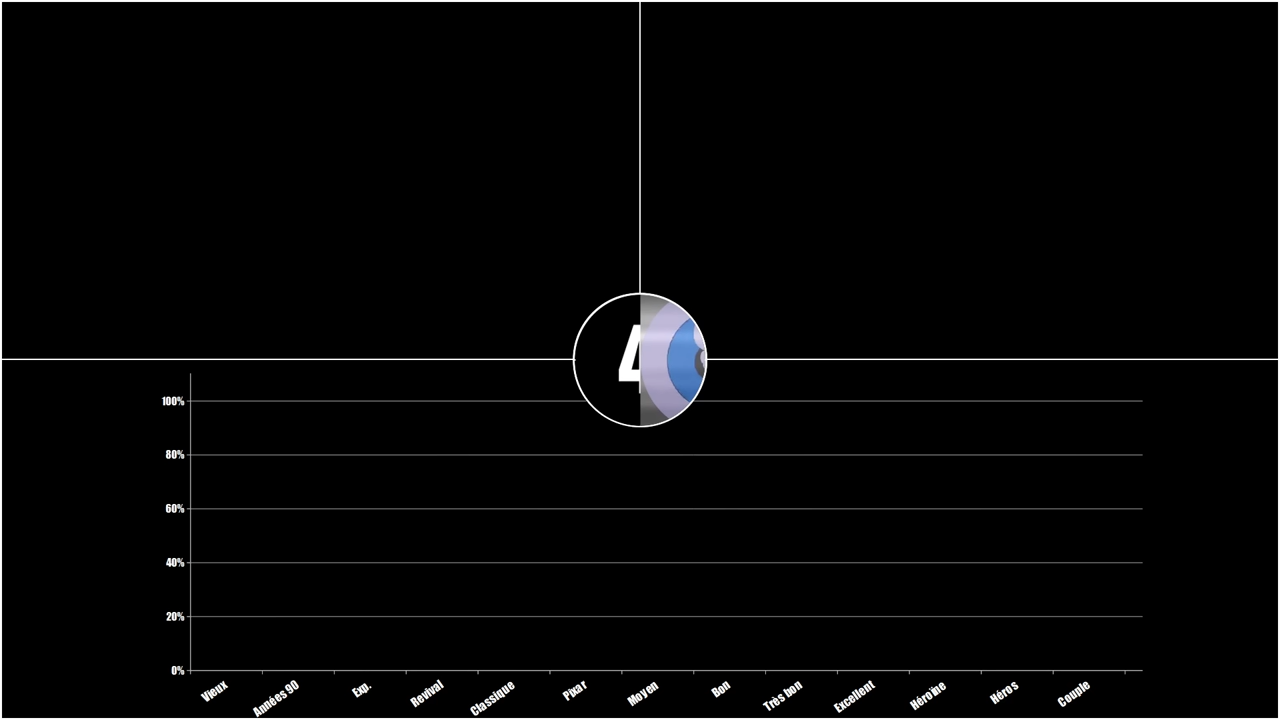 4
100%
80%
60%
40%
20%
0%
Vieux
Années 90
Exp.
Revival
Classique
Pixar
Moyen
Bon
Très bon
Excellent
Héroïne
Héros
Couple